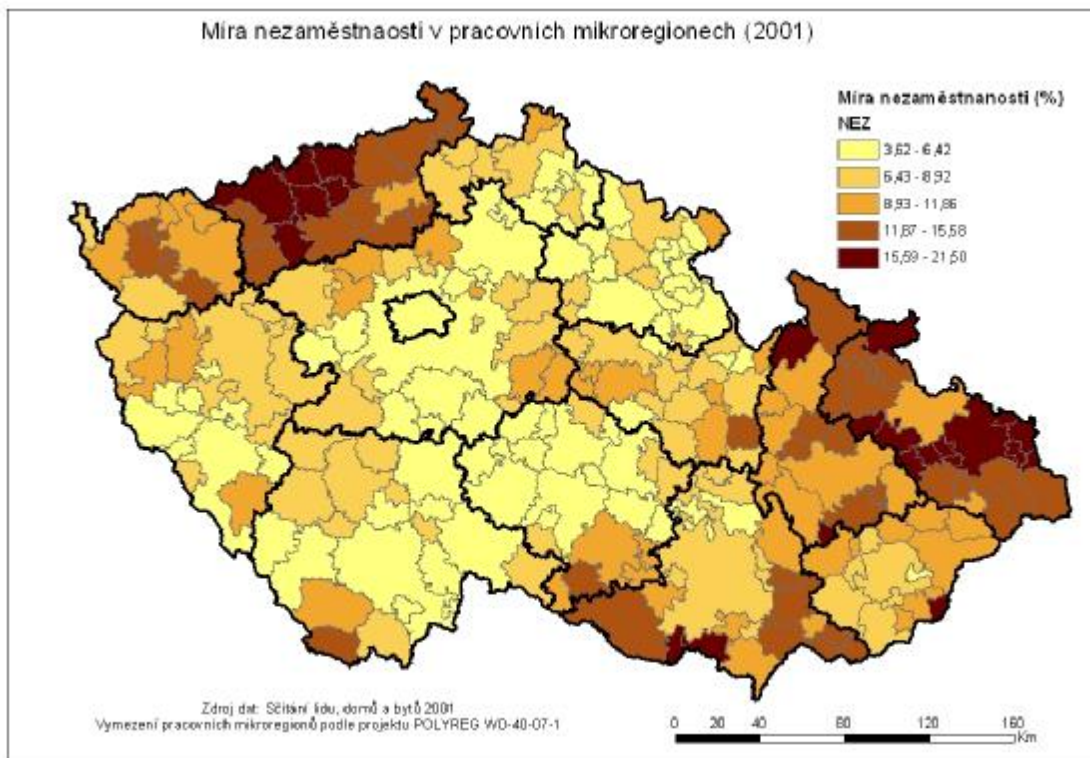 Míra nezaměstnaosti v pracovních mikroregionech (2001)
Míra nezaměstnanosti (%)
NEZ
3,62 - 6,42
6,43 - 8,92
8,93 - 11,86
11,87 - 15,58
15,59 - 21,50
Zdroj dat: Sčítání lidu, domů a bytů 2001
Vymezení pracovních mikroregionů podle projektu POLYREG WD-40-07-1
0 20 40 80 120 160
Km